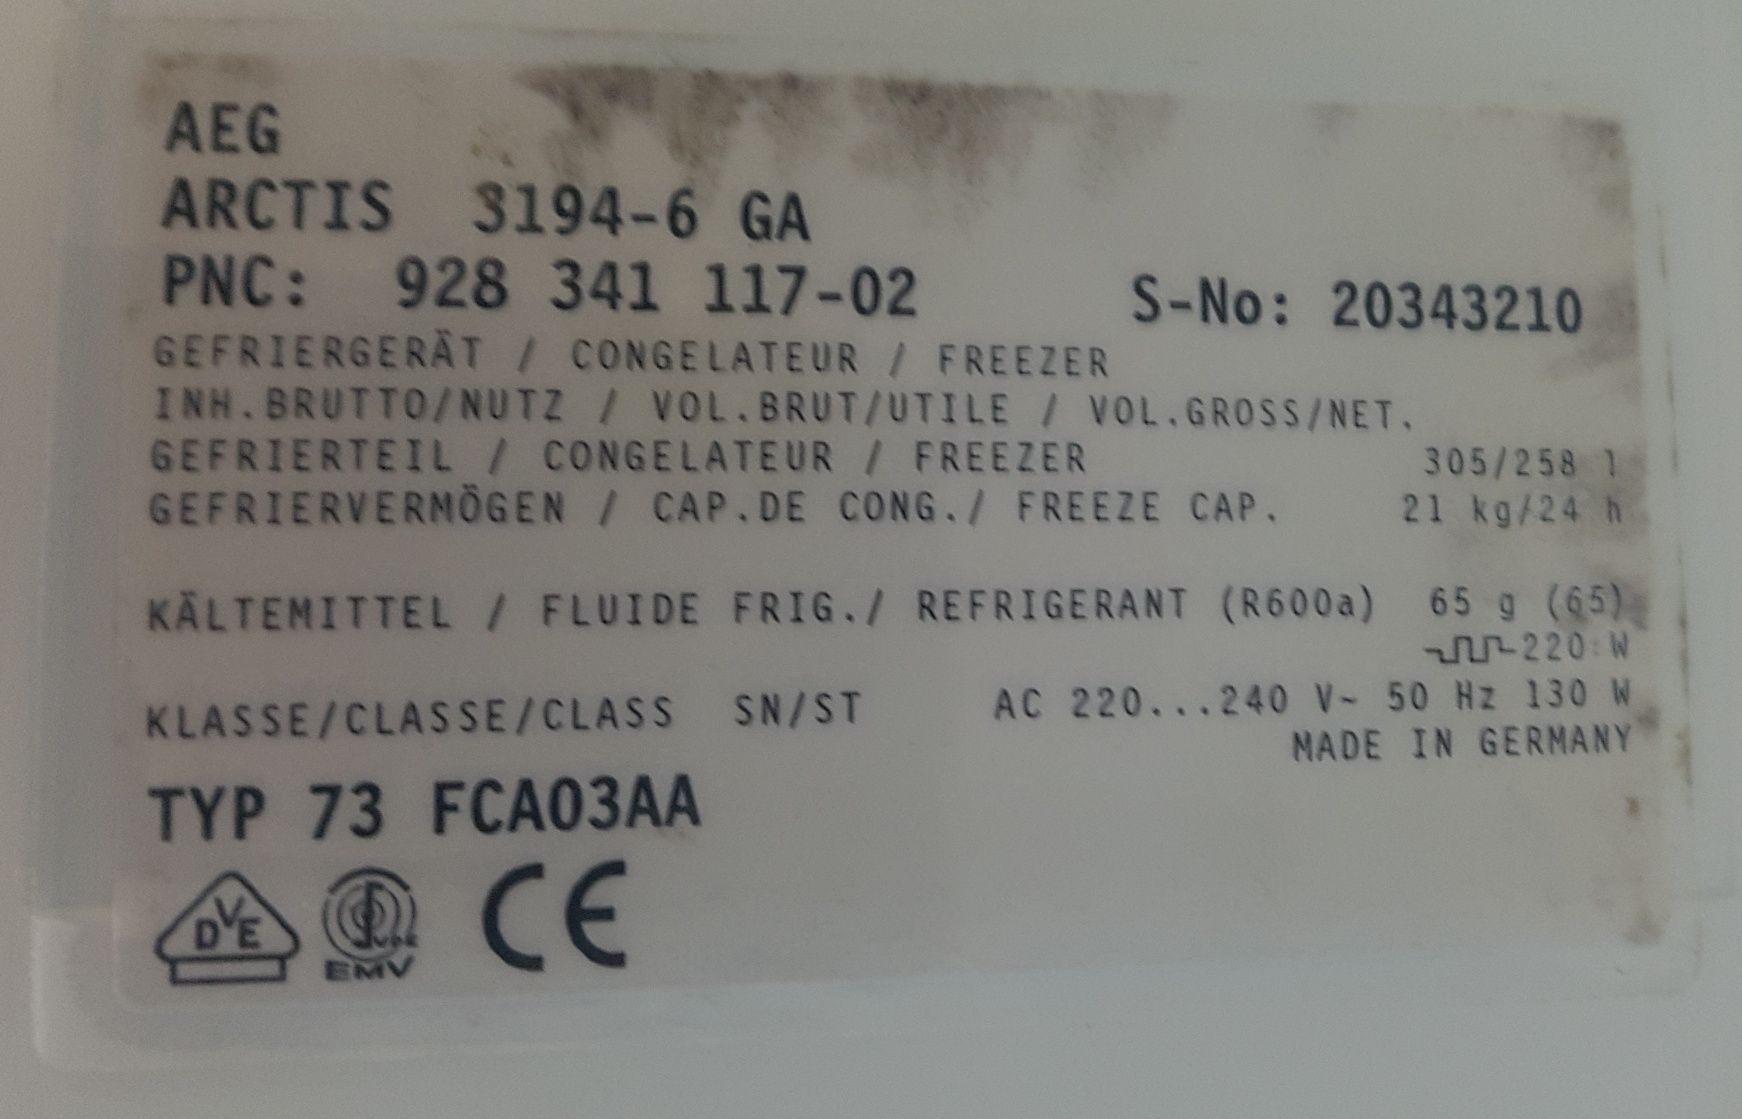 AEG
ARCTIS 3194-6 GA
PNC: 928 341 117-02 S-No: 20343210
GEFRIERGERÄT / CONGELATEUR / FREEZER
INH.BRUTTO/NUTZ / VOL.BRUT/UTILE / VOL.GROSS/NET.
GEFRIERTEIL / CONGELATEUR / FREEZER 305/258 l
GEFRIERVERMÖGEN / CAP.DE CONG./ FREEZE CAP. 21 kg/24 h
KÄLTEMITTEL / FLUIDE FRIG./ REFRIGERANT (R600a) 65 g (65)
220 W
KLASSE/CLASSE/CLASS SN/ST AC 220...240 V~ 50 Hz 130 W
MADE IN GERMANY
TYP 73 FCA03AA
DVE EMV CE